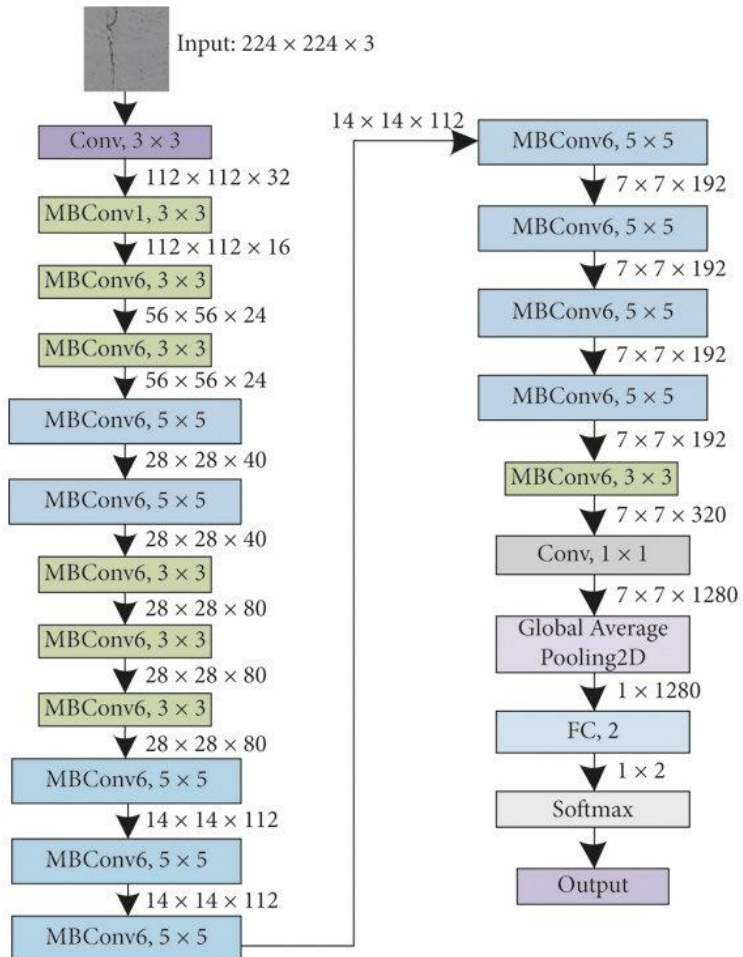 Input: 224 × 224 × 3
Conv, 3 × 3
112 × 112 × 32
MBConv1, 3 × 3
112 × 112 × 16
MBConv6, 3 × 3
56 × 56 × 24
MBConv6, 3 × 3
56 × 56 × 24
MBConv6, 5 × 5
28 × 28 × 40
MBConv6, 5 × 5
28 × 28 × 40
MBConv6, 3 × 3
28 × 28 × 80
MBConv6, 3 × 3
28 × 28 × 80
MBConv6, 3 × 3
28 × 28 × 80
MBConv6, 5 × 5
14 × 14 × 112
MBConv6, 5 × 5
14 × 14 × 112
MBConv6, 5 × 5
14 × 14 × 112
MBConv6, 5 × 5
7 × 7 × 192
MBConv6, 5 × 5
7 × 7 × 192
MBConv6, 5 × 5
7 × 7 × 192
MBConv6, 5 × 5
7 × 7 × 192
MBConv6, 3 × 3
7 × 7 × 320
Conv, 1 × 1
7 × 7 × 1280
Global Average
Pooling2D
1 × 1280
FC, 2
1 × 2
Softmax
Output